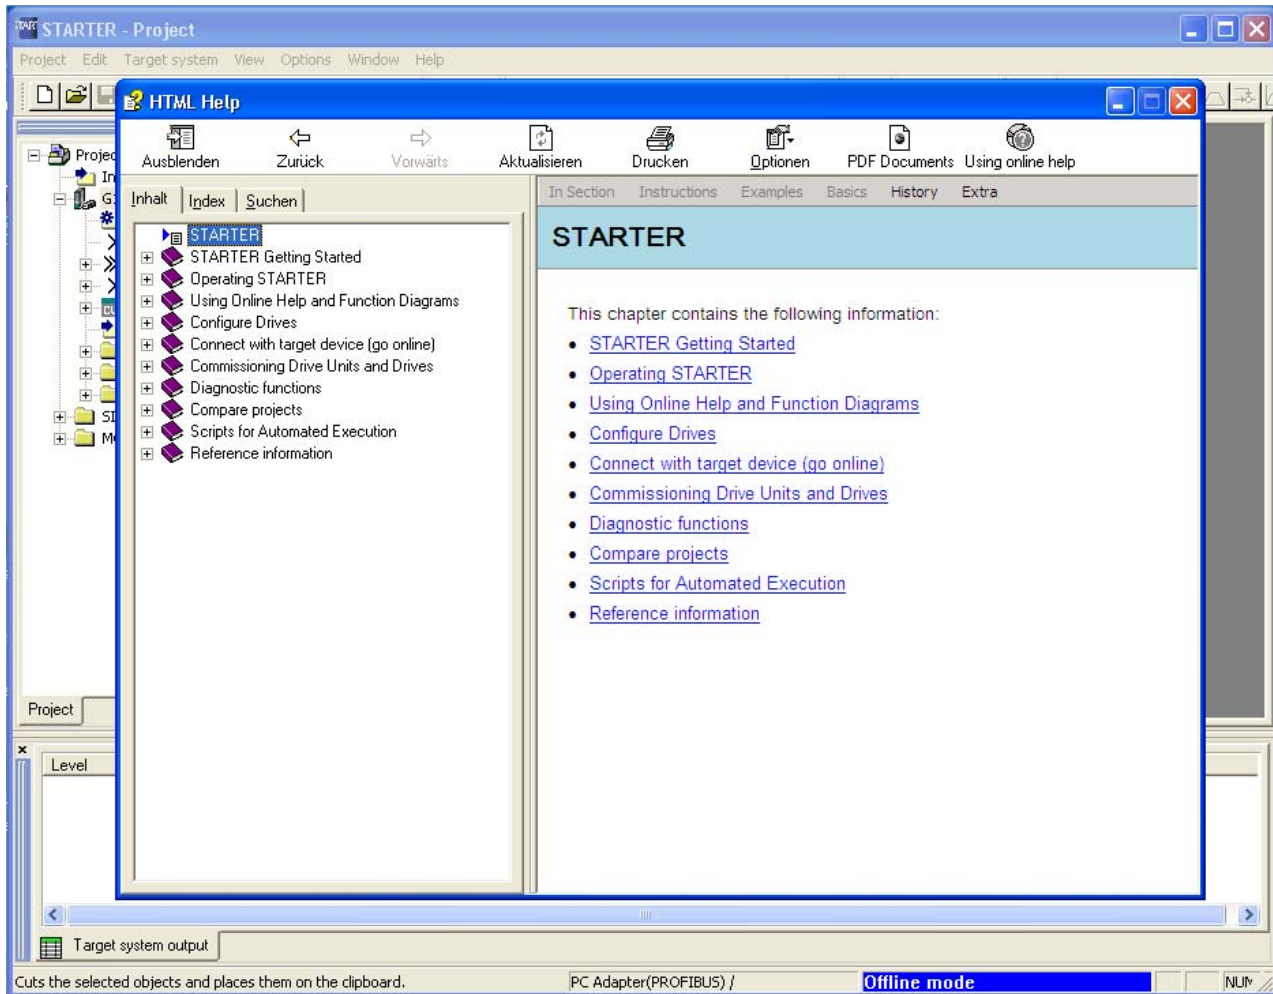 STARTER - Project
Project Edit Target system View Options Window Help
HTML Help
Ausblenden Zurück Vorwärts Aktualisieren Drucken Optionen PDF Documents Using online help
Inhalt Index Suchen
In Section Instructions Examples Basics History Extra
STARTER
STARTER Getting Started
Operating STARTER
Using Online Help and Function Diagrams
Configure Drives
Connect with target device (go online)
Commissioning Drive Units and Drives
Diagnostic functions
Compare projects
Scripts for Automated Execution
Reference information
STARTER
This chapter contains the following information:
• STARTER Getting Started
• Operating STARTER
• Using Online Help and Function Diagrams
• Configure Drives
• Connect with target device (go online)
• Commissioning Drive Units and Drives
• Diagnostic functions
• Compare projects
• Scripts for Automated Execution
• Reference information
Project
Level
Target system output
Cuts the selected objects and places them on the clipboard. PC Adapter(PROFIBUS) / Offline mode